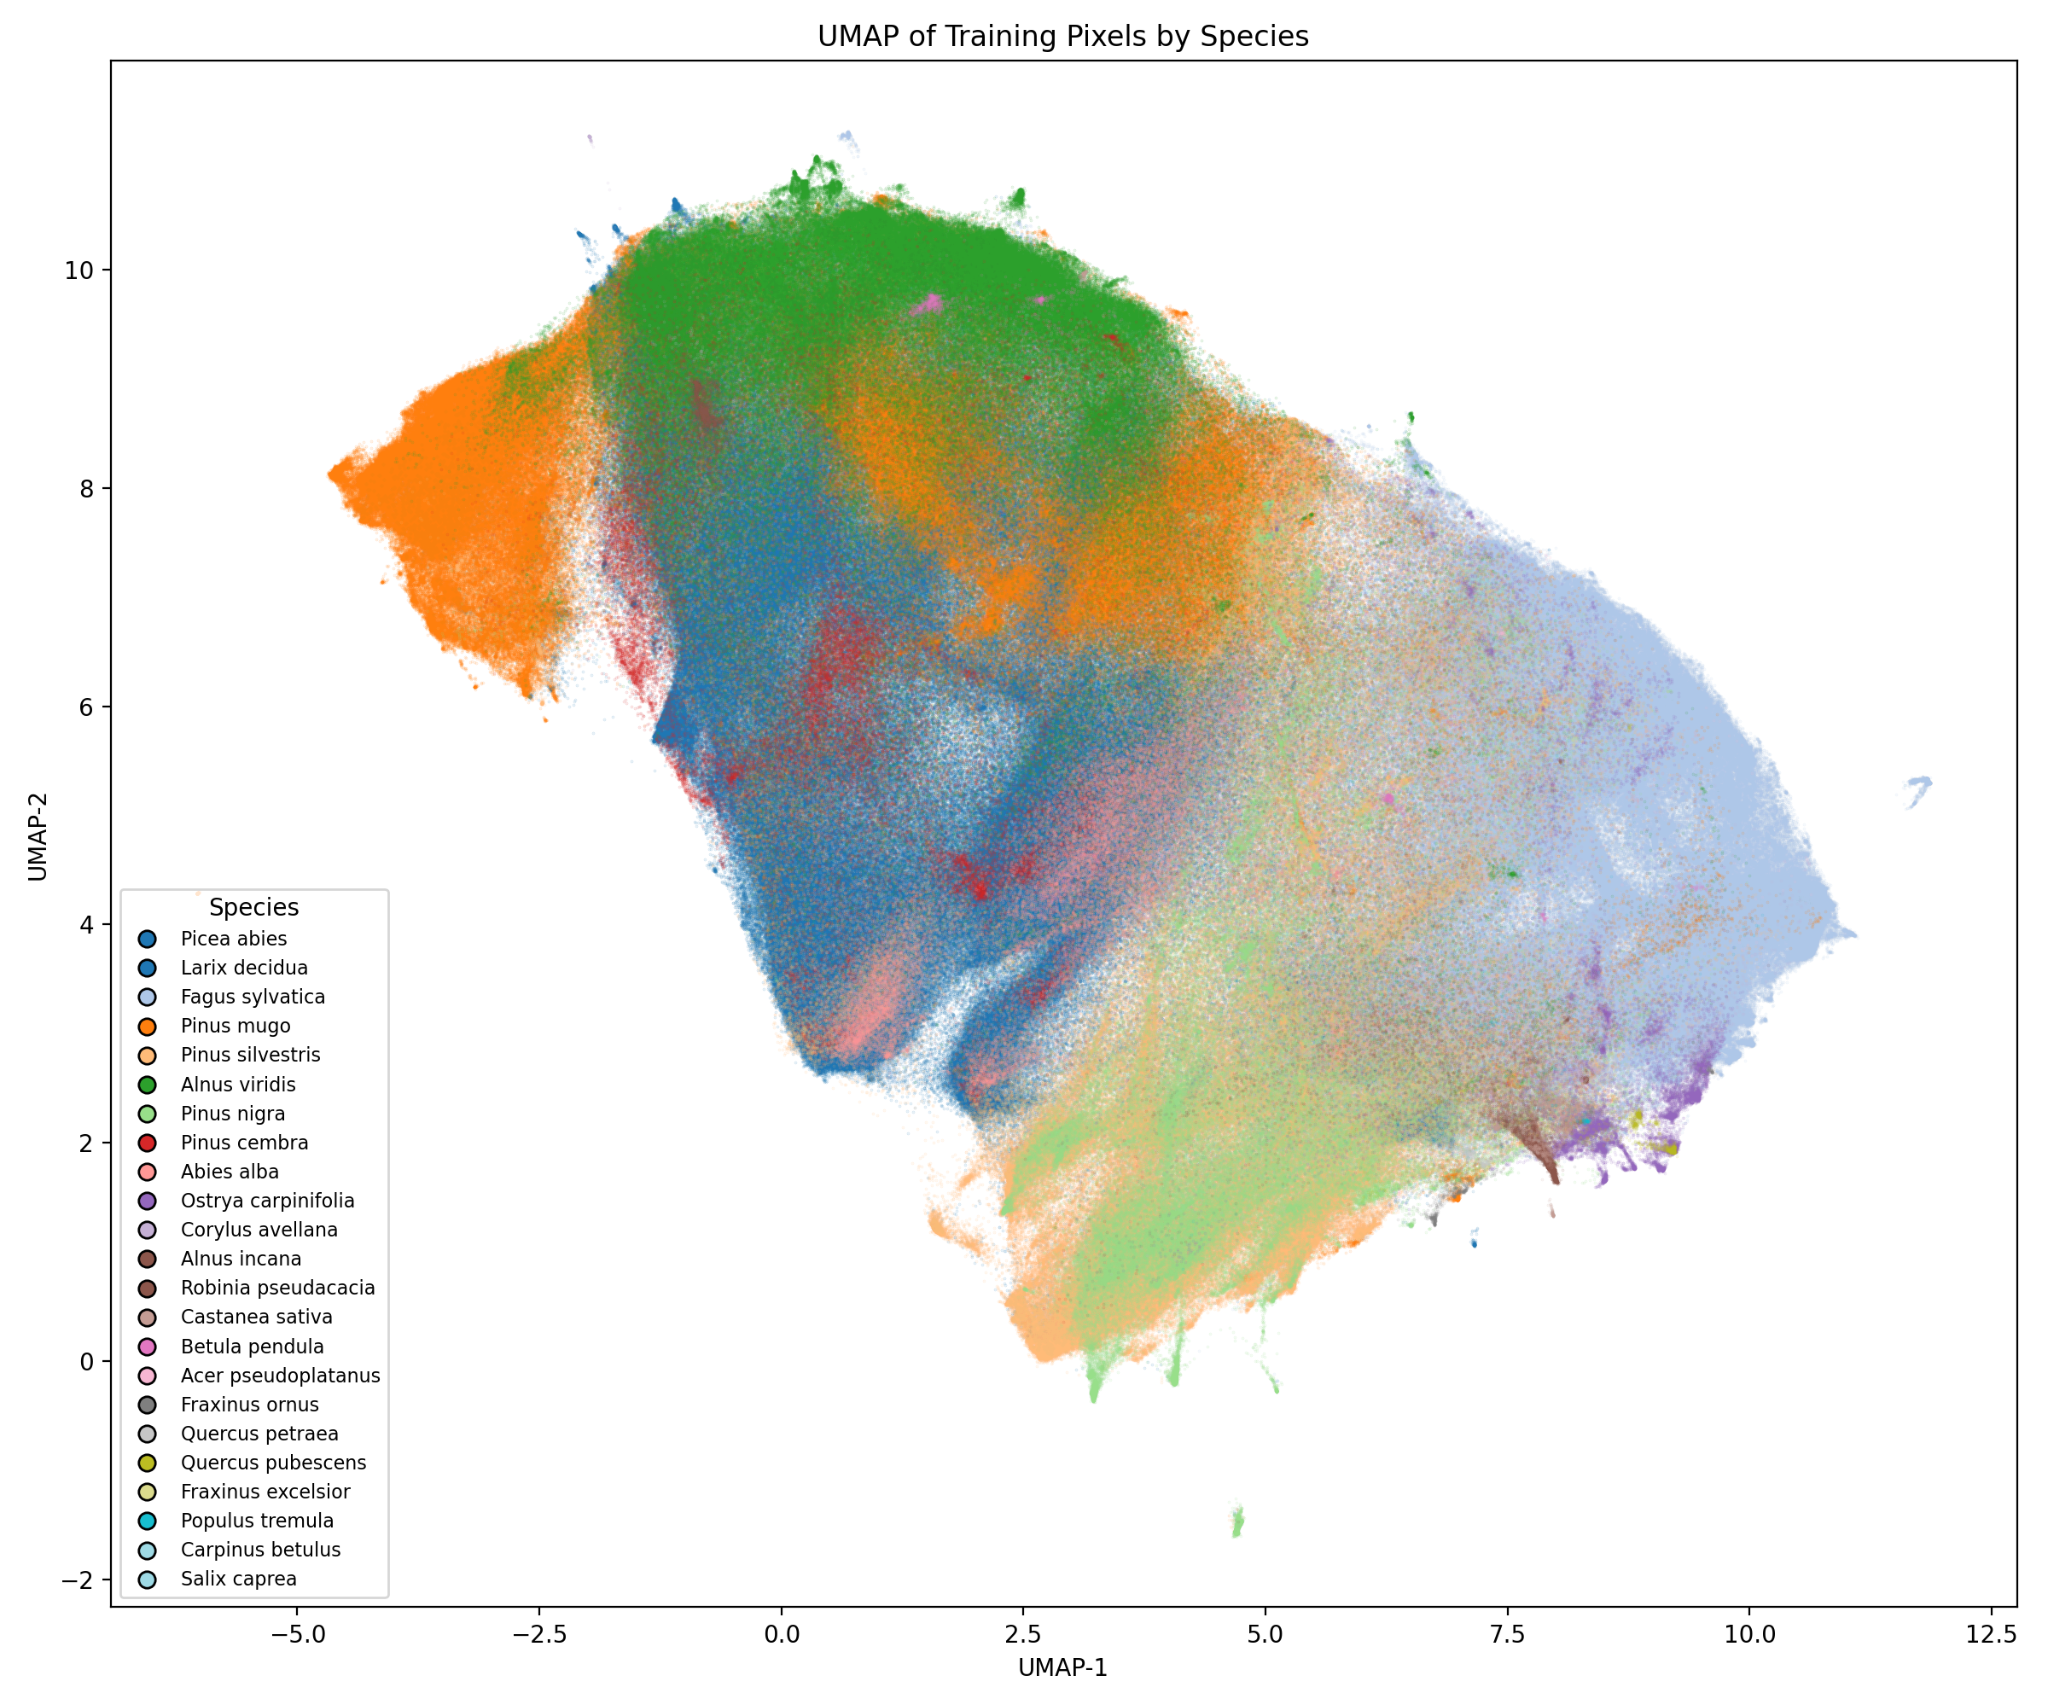 UMAP of Training Pixels by Species
UMAP-2
10
8
6
4
2
0
−2
Species
Picea abies
Larix decidua
Fagus sylvatica
Pinus mugo
Pinus silvestris
Alnus viridis
Pinus nigra
Pinus cembra
Abies alba
Ostrya carpinifolia
Corylus avellana
Alnus incana
Robinia pseudacacia
Castanea sativa
Betula pendula
Acer pseudoplatanus
Fraxinus ornus
Quercus petraea
Quercus pubescens
Fraxinus excelsior
Populus tremula
Carpinus betulus
Salix caprea
−5.0 −2.5 0.0 2.5 5.0 7.5 10.0 12.5
UMAP-1